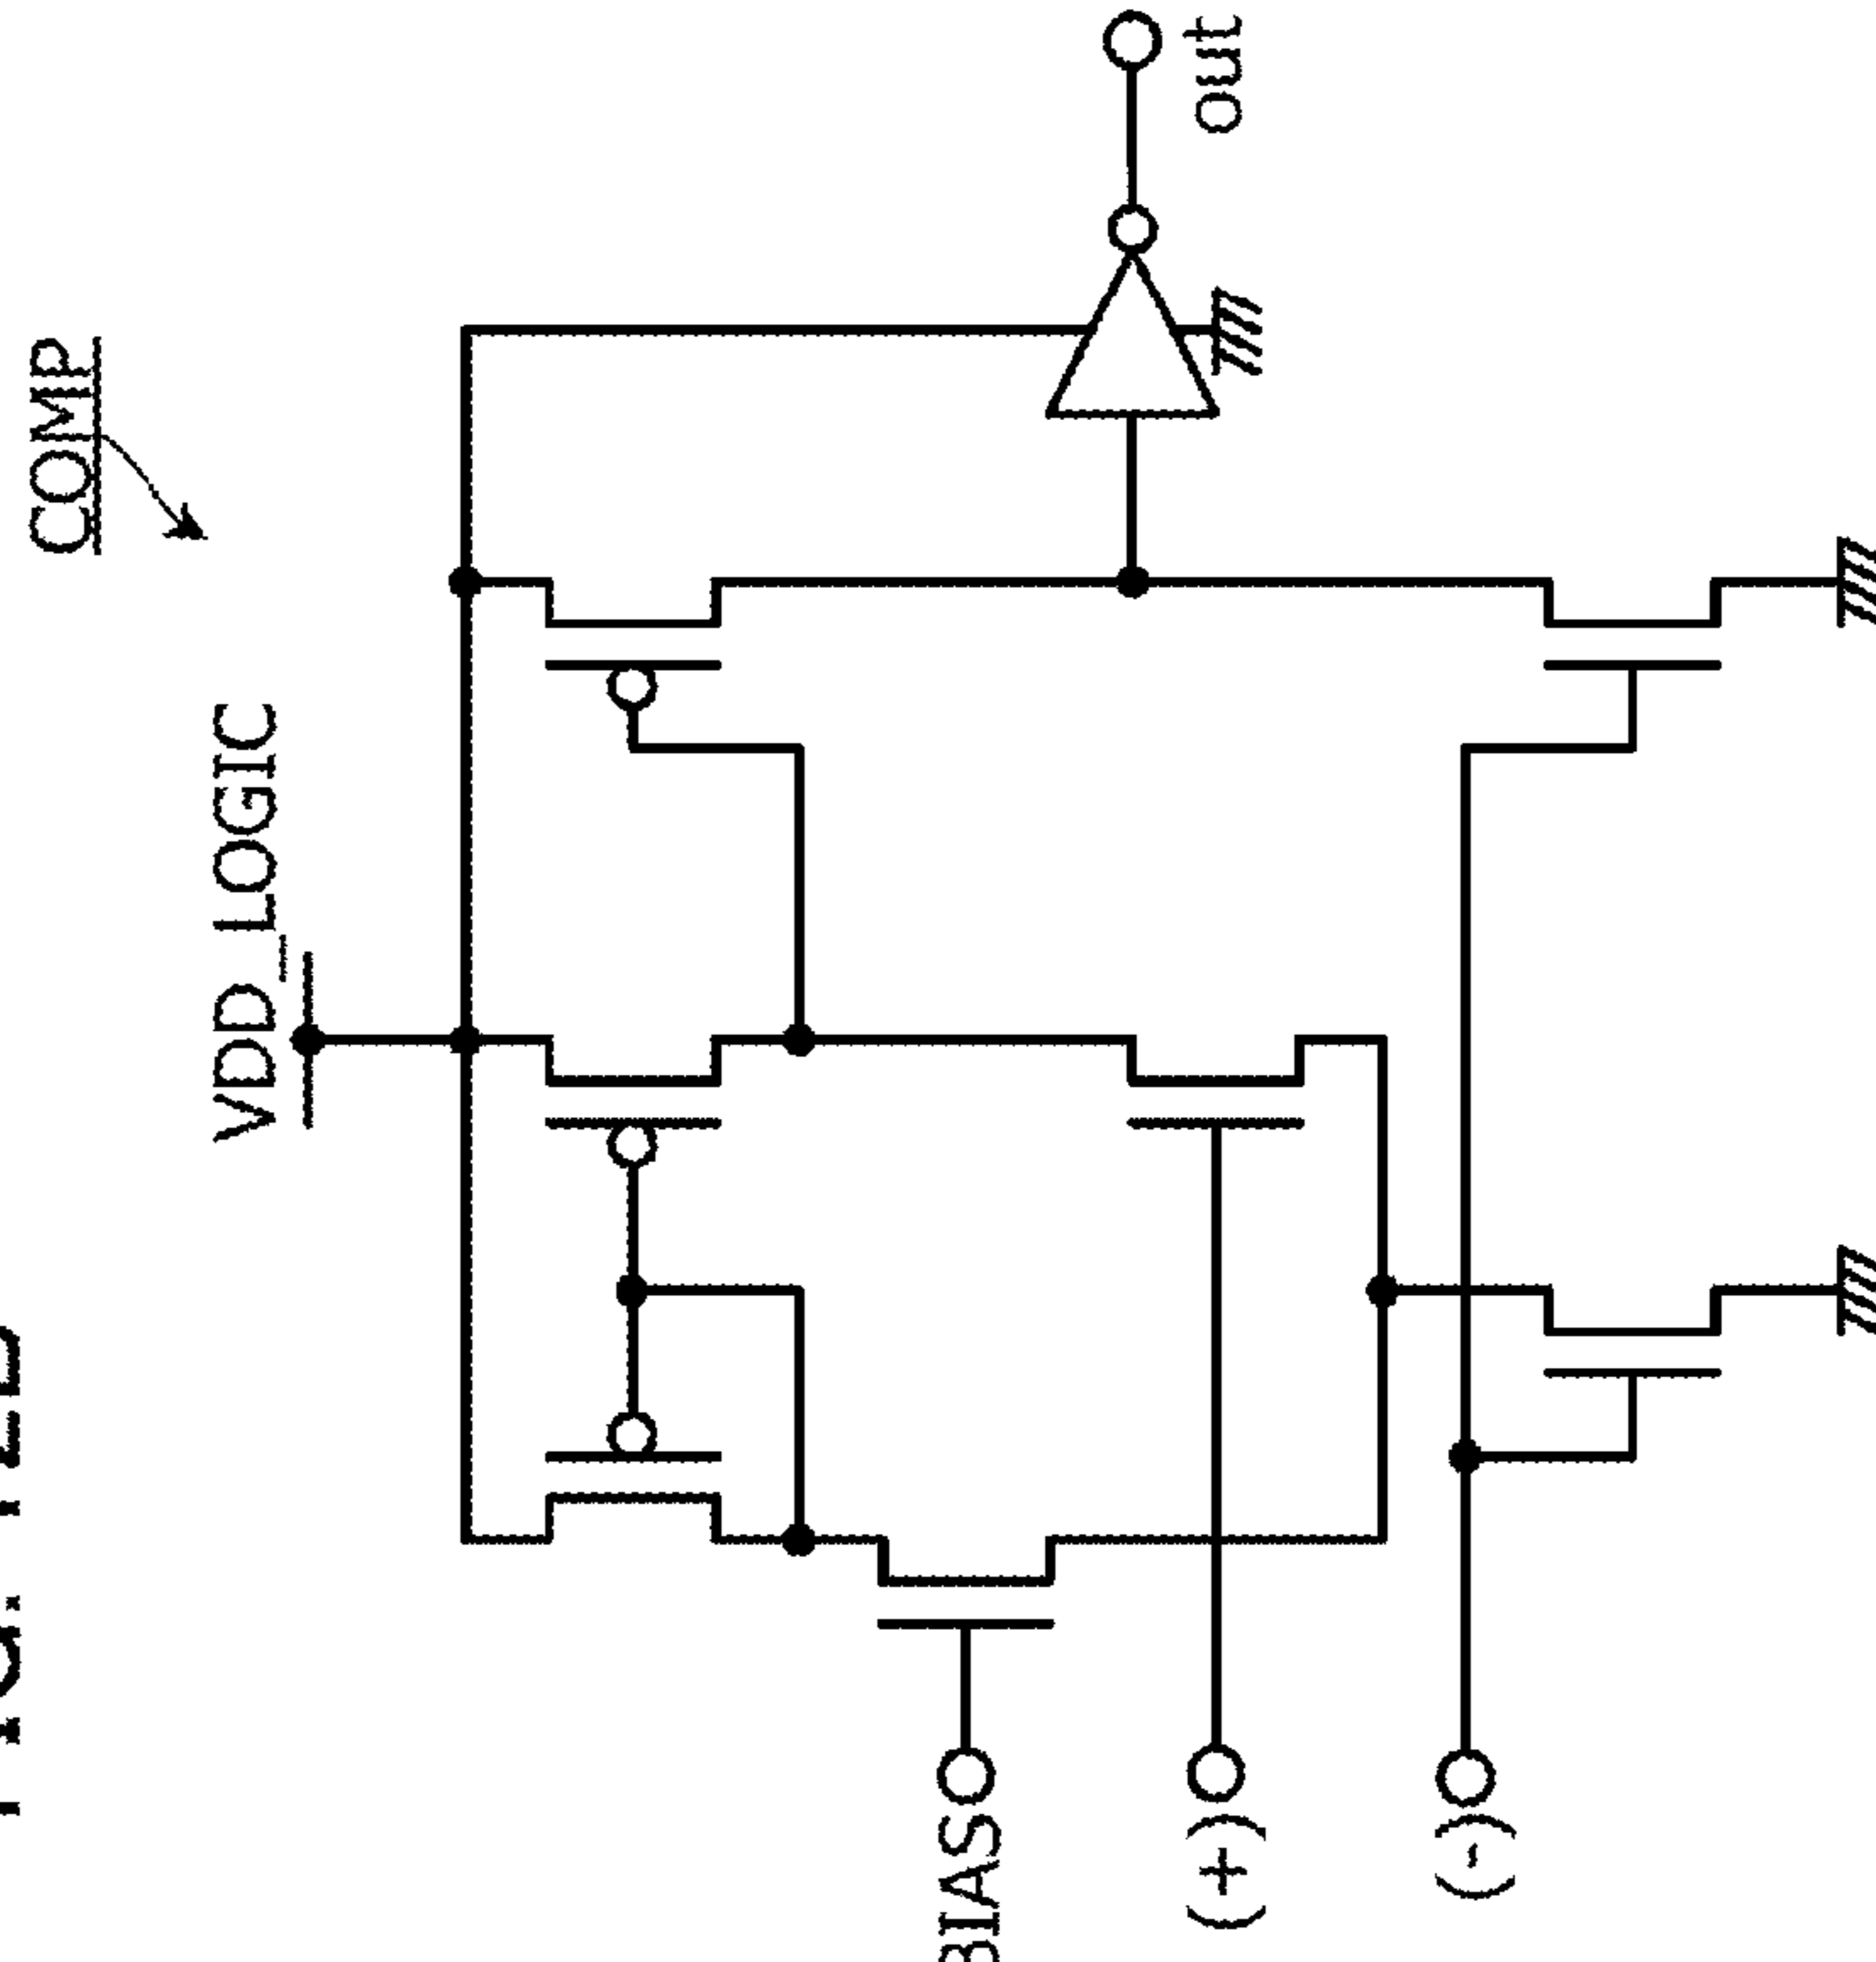 COMP
VDD_LOGIC
out
BIAS
(+)
(-)